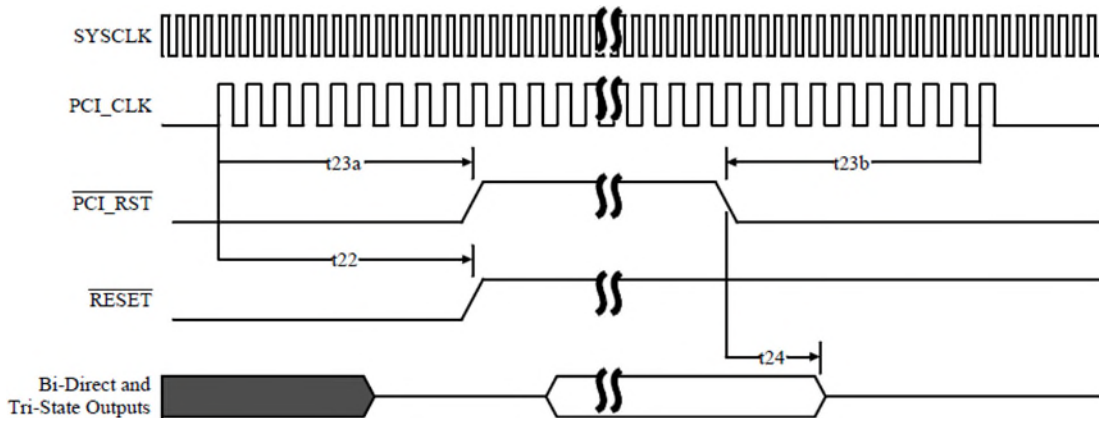 SYSCLK
PCI_CLK
t23a
t23b
PCI_RST
t22
RESET
t24
Bi-Direct and
Tri-State Outputs